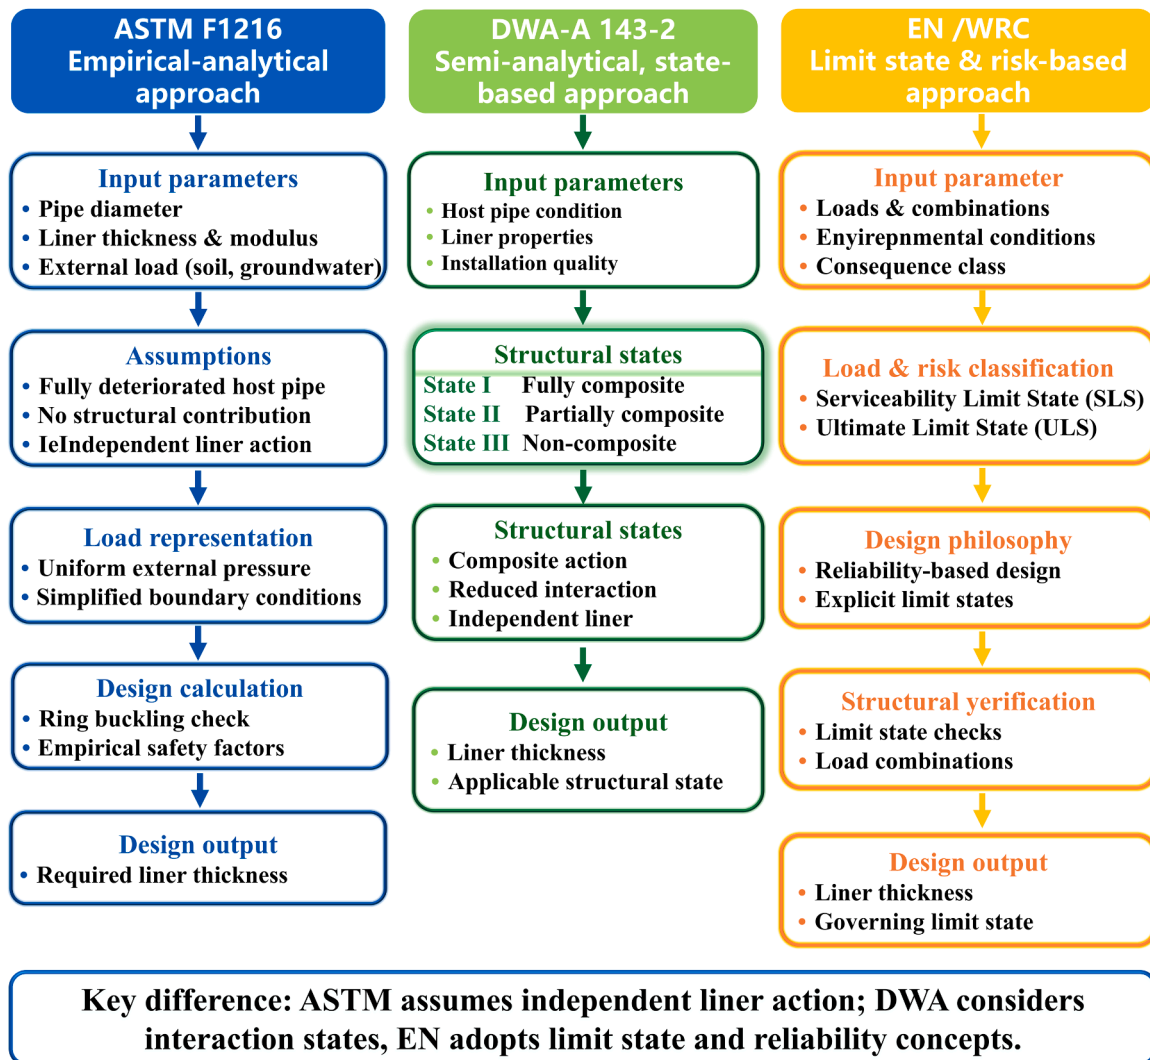 ASTM F1216
Empirical-analytical
approach
Input parameters
• Pipe diameter
• Liner thickness & modulus
• External load (soil, groundwater)
Assumptions
• Fully deteriorated host pipe
• No structural contribution
• IeIndependent liner action
Load representation
• Uniform external pressure
• Simplified boundary conditions
Design calculation
• Ring buckling check
• Empirical safety factors
Design output
• Required liner thickness
DWA-A 143-2
Semi-analytical, state-
based approach
Input parameters
• Host pipe condition
• Liner properties
• Installation quality
Structural states
State I Fully composite
State II Partially composite
State III Non-composite
Structural states
• Composite action
• Reduced interaction
• Independent liner
Design output
• Liner thickness
• Applicable structural state
EN /WRC
Limit state & risk-based
approach
Input parameter
• Loads & combinations
• Enyirepnmental conditions
• Consequence class
Load & risk classification
• Serviceability Limit State (SLS)
• Ultimate Limit State (ULS)
Design philosophy
• Reliability-based design
• Explicit limit states
Structural yerification
• Limit state checks
• Load combinations
Design output
• Liner thickness
• Governing limit state
Key difference: ASTM assumes independent liner action; DWA considers
interaction states, EN adopts limit state and reliability concepts.